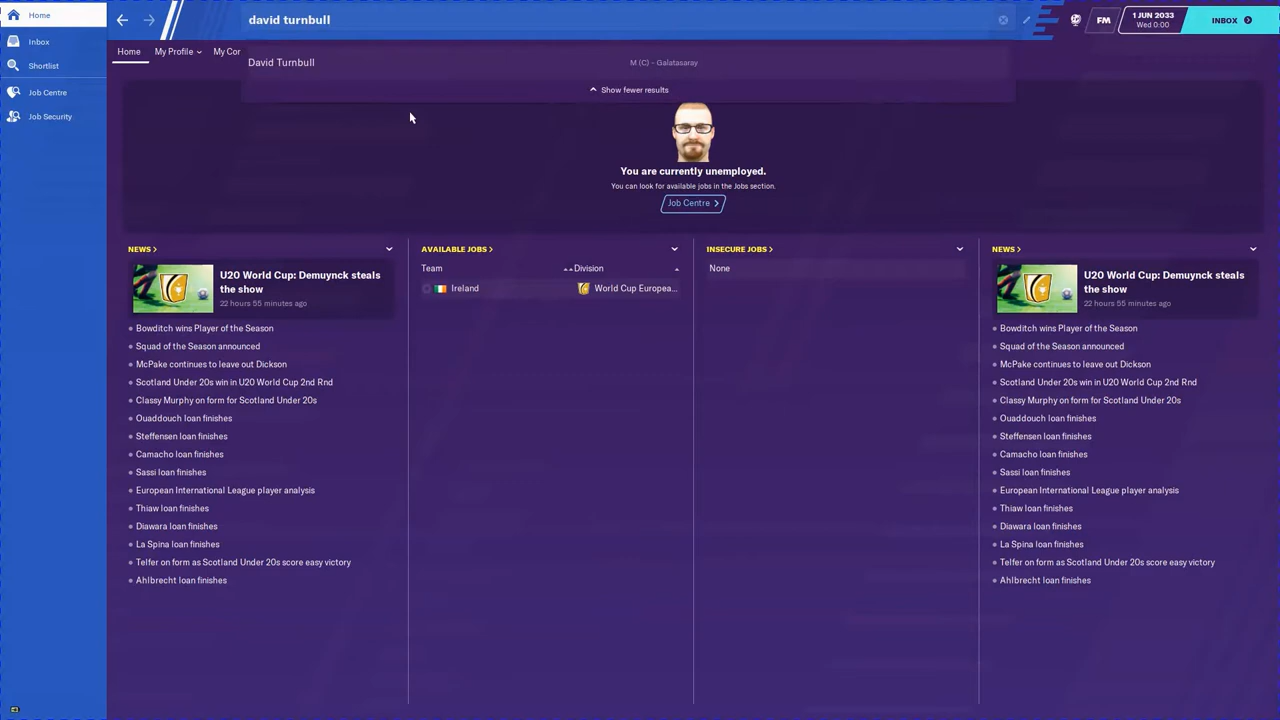 Home
Inbox
Shortlist
Job Centre
Job Security
david turnbull
FM
1 JUN 2033
Wed 0:00
INBOX
Home My Profile My Cor
David Turnbull M (C) - Galatasaray
Show fewer results
You are currently unemployed.
You can look for available jobs in the Jobs section.
Job Centre
NEWS
U20 World Cup: Demuynck steals
the show
22 hours 55 minutes ago
Bowditch wins Player of the Season
Squad of the Season announced
McPake continues to leave out Dickson
Scotland Under 20s win in U20 World Cup 2nd Rnd
Classy Murphy on form for Scotland Under 20s
Ouaddouch loan finishes
Steffensen loan finishes
Camacho loan finishes
Sassi loan finishes
European International League player analysis
Thiaw loan finishes
Diawara loan finishes
La Spina loan finishes
Telfer on form as Scotland Under 20s score easy victory
Ahlbrecht loan finishes
AVAILABLE JOBS
Team Division
Ireland World Cup Europea...
INSECURE JOBS
None
NEWS
U20 World Cup: Demuynck steals
the show
22 hours 55 minutes ago
Bowditch wins Player of the Season
Squad of the Season announced
McPake continues to leave out Dickson
Scotland Under 20s win in U20 World Cup 2nd Rnd
Classy Murphy on form for Scotland Under 20s
Ouaddouch loan finishes
Steffensen loan finishes
Camacho loan finishes
Sassi loan finishes
European International League player analysis
Thiaw loan finishes
Diawara loan finishes
La Spina loan finishes
Telfer on form as Scotland Under 20s score easy victory
Ahlbrecht loan finishes